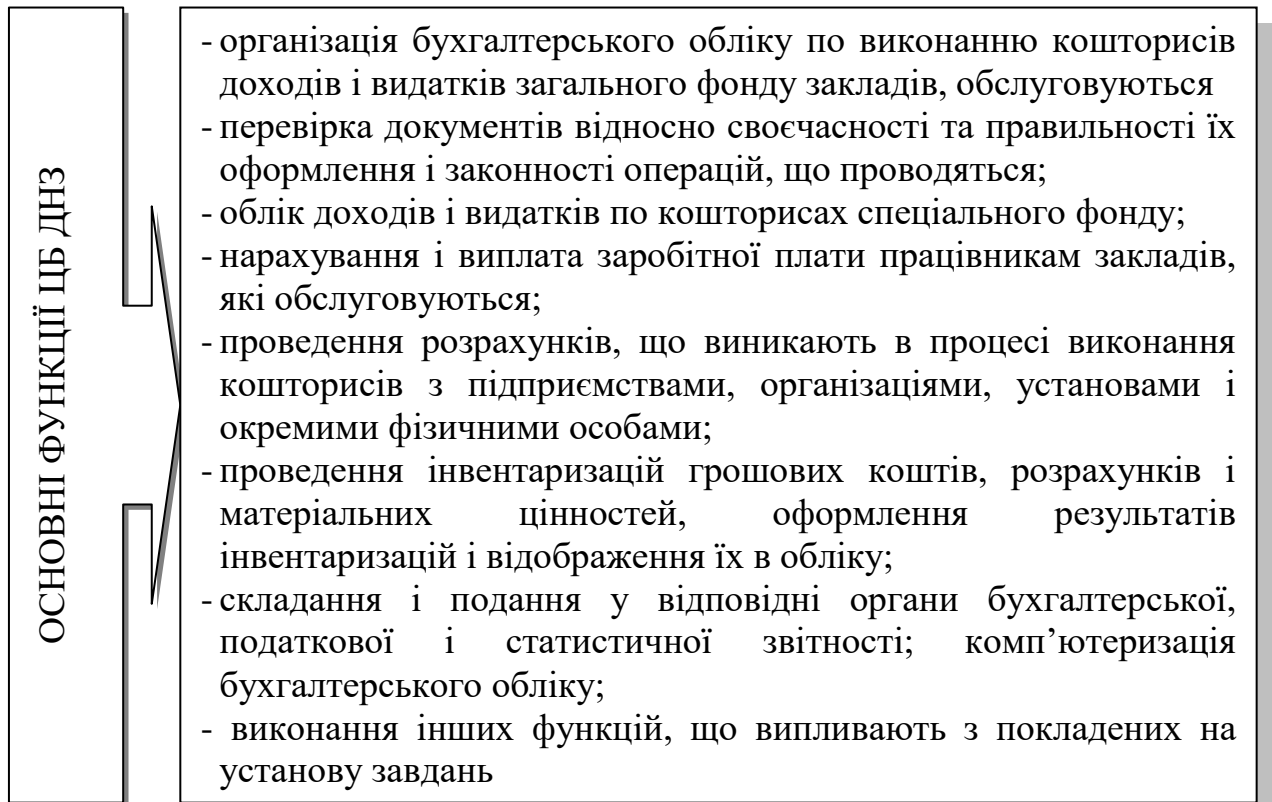 ОСНОВНІ ФУНКЦІЇ ЦБ ДНЗ
- організація бухгалтерського обліку по виконанню кошторисів
доходів і видатків загального фонду закладів, обслуговуються
- перевірка документів відносно своєчасності та правильності їх
оформлення і законності операцій, що проводяться;
- облік доходів і видатків по кошторисах спеціального фонду;
- нарахування і виплата заробітної плати працівникам закладів,
які обслуговуються;
- проведення розрахунків, що виникають в процесі виконання
кошторисів з підприємствами, організаціями, установами і
окремими фізичними особами;
- проведення інвентаризацій грошових коштів, розрахунків і
матеріальних цінностей, оформлення результатів
інвентаризацій і відображення їх в обліку;
- складання і подання у відповідні органи бухгалтерської,
податкової і статистичної звітності; комп’ютеризація
бухгалтерського обліку;
- виконання інших функцій, що випливають з покладених на
установу завдань